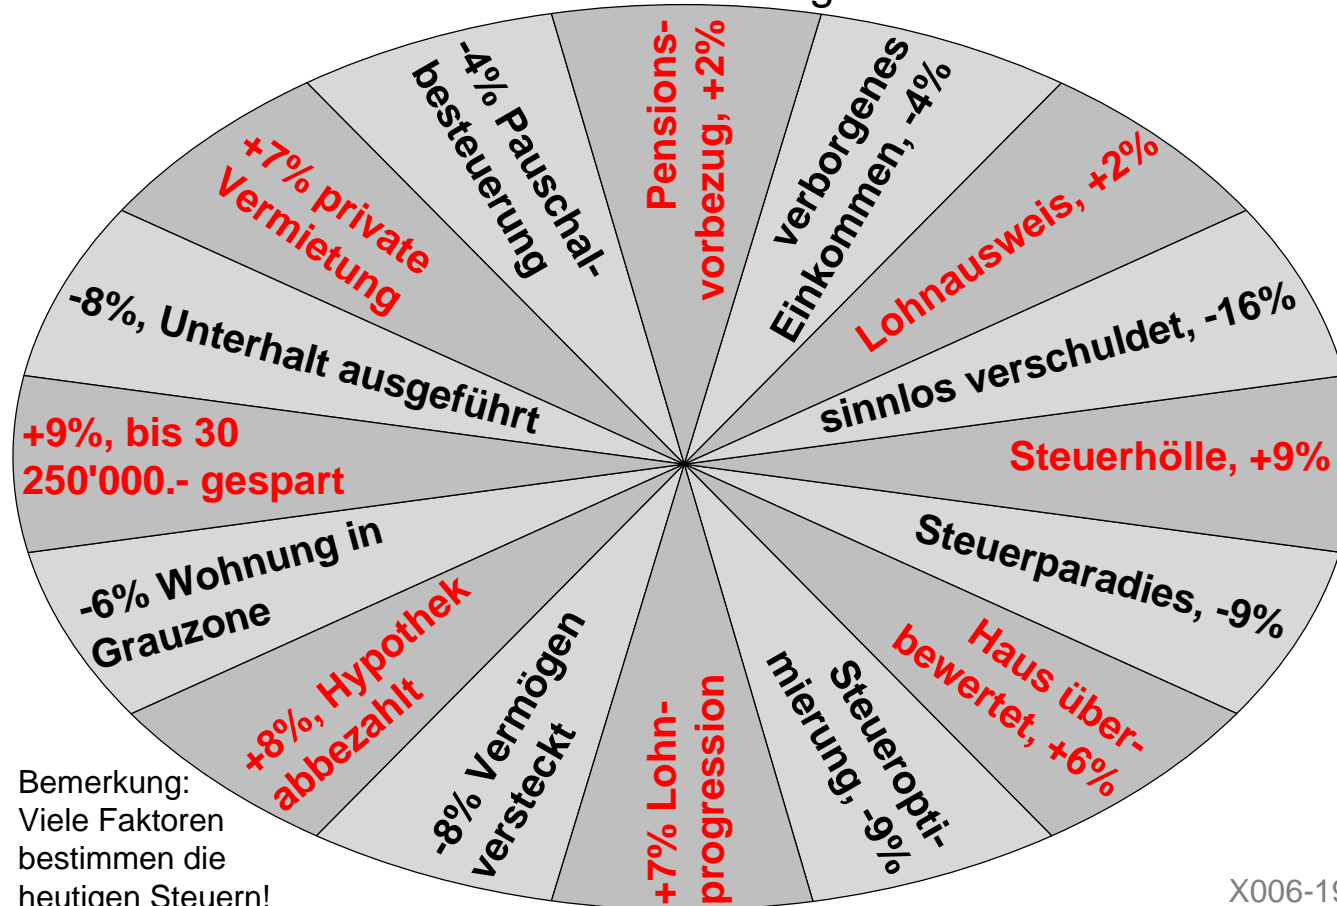 Pensions-
vorbezug, +2%
verborgenes
Einkommen, -4%
Lohnausweis, +2%
sinnlos verschuldet, -16%
Steuerhölle, +9%
Steuerparadies, -9%
Haus über-
bewertet, +6%
Steueropti-
mierung, -9%
+7% Lohn-
progression
-8% Vermögen
versteckt
+8%, Hypothek
abbezahlt
-6% Wohnung in
Grauzone
+9%, bis 30
250'000.- gespart
-8%, Unterhalt ausgeführt
+7% private
Vermietung
-4% Pauschal-
besteuerung
Bemerkung:
Viele Faktoren
bestimmen die
heutigen Steuern!
X006-19